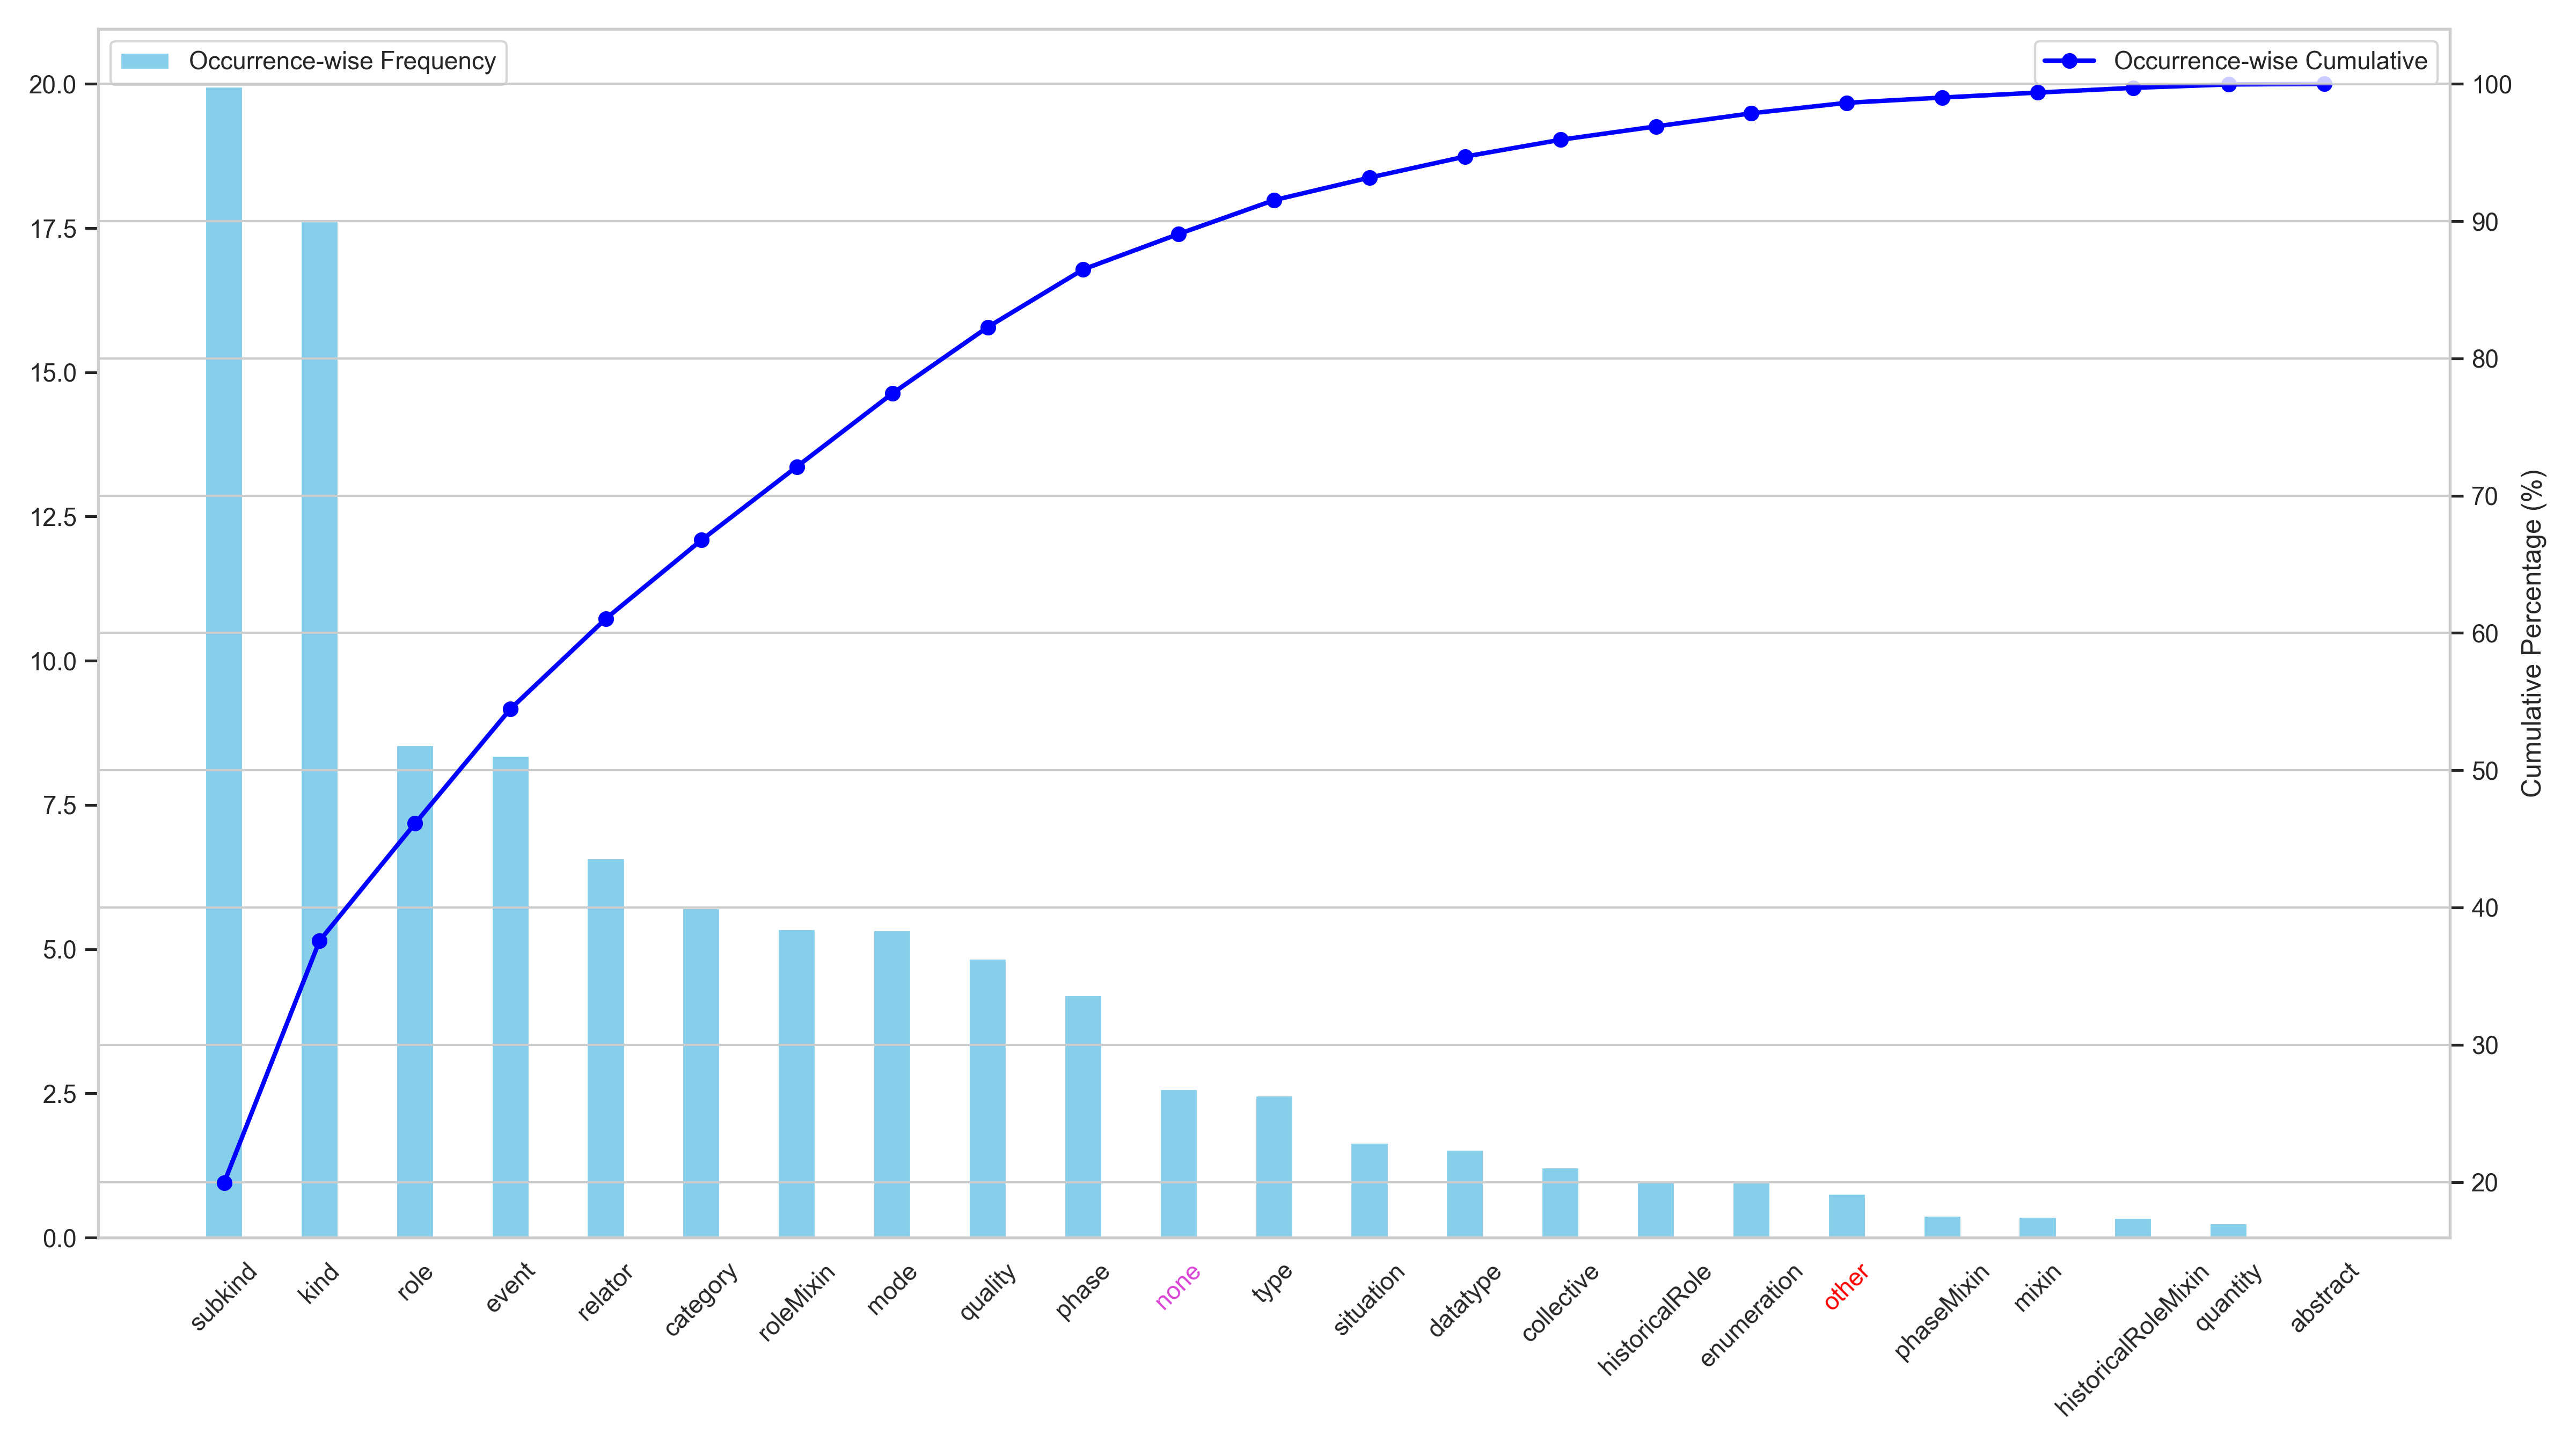 Occurrence-wise Frequency
Occurrence-wise Cumulative
20.0
17.5
15.0
12.5
10.0
7.5
5.0
2.5
0.0
100
90
80
70
60
50
40
30
20
Cumulative Percentage (%)
subkind
kind
role
event
relator
category
roleMixin
mode
quality
phase
none
type
situation
datatype
collective
historicalRole
enumeration
other
phaseMixin
mixin
historicalRoleMixin
quantity
abstract